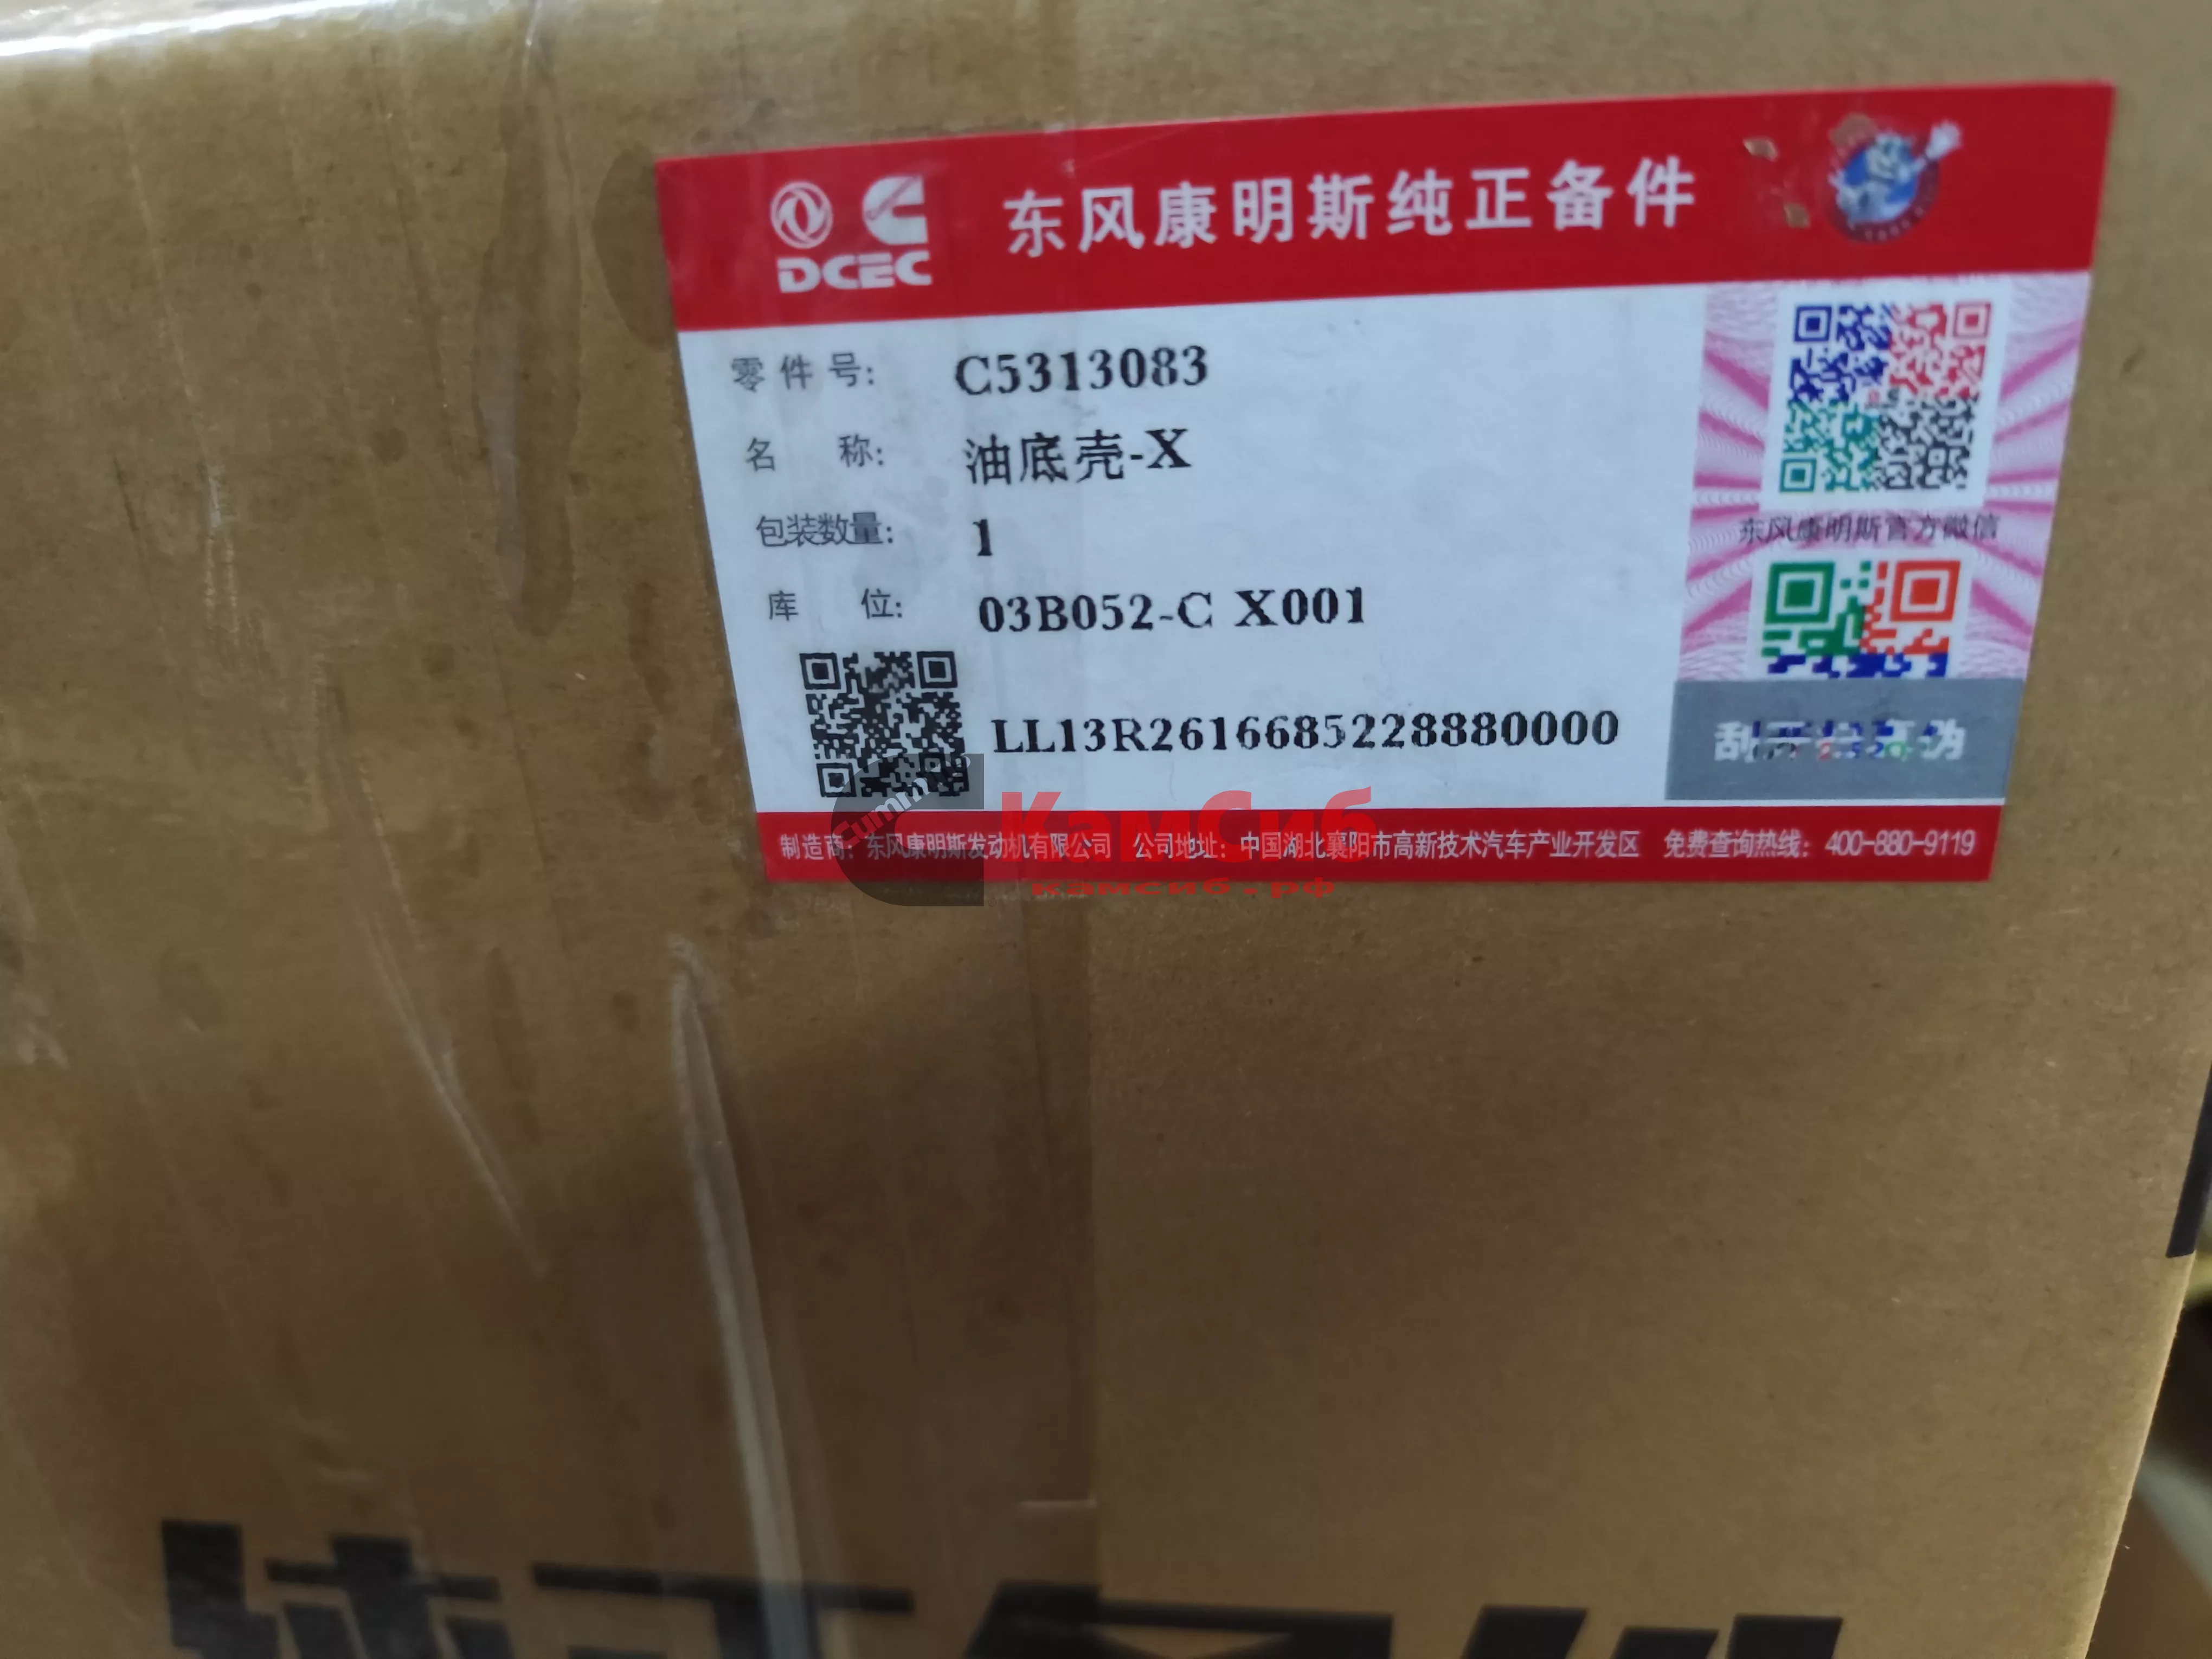 DCEC
东风康明斯纯正备件
零件号: C5313083
名 称: 油底壳-X
包装数量: 1
库 位: 03B052-C X001
LL13R2616685228880000
东风康明斯官方微信
制造商: 东风康明斯发动机有限公司 公司地址: 中国湖北襄阳市高新技术汽车产业开发区 免费查询热线: 400-880-9119
КамСиб
камсиб.рф